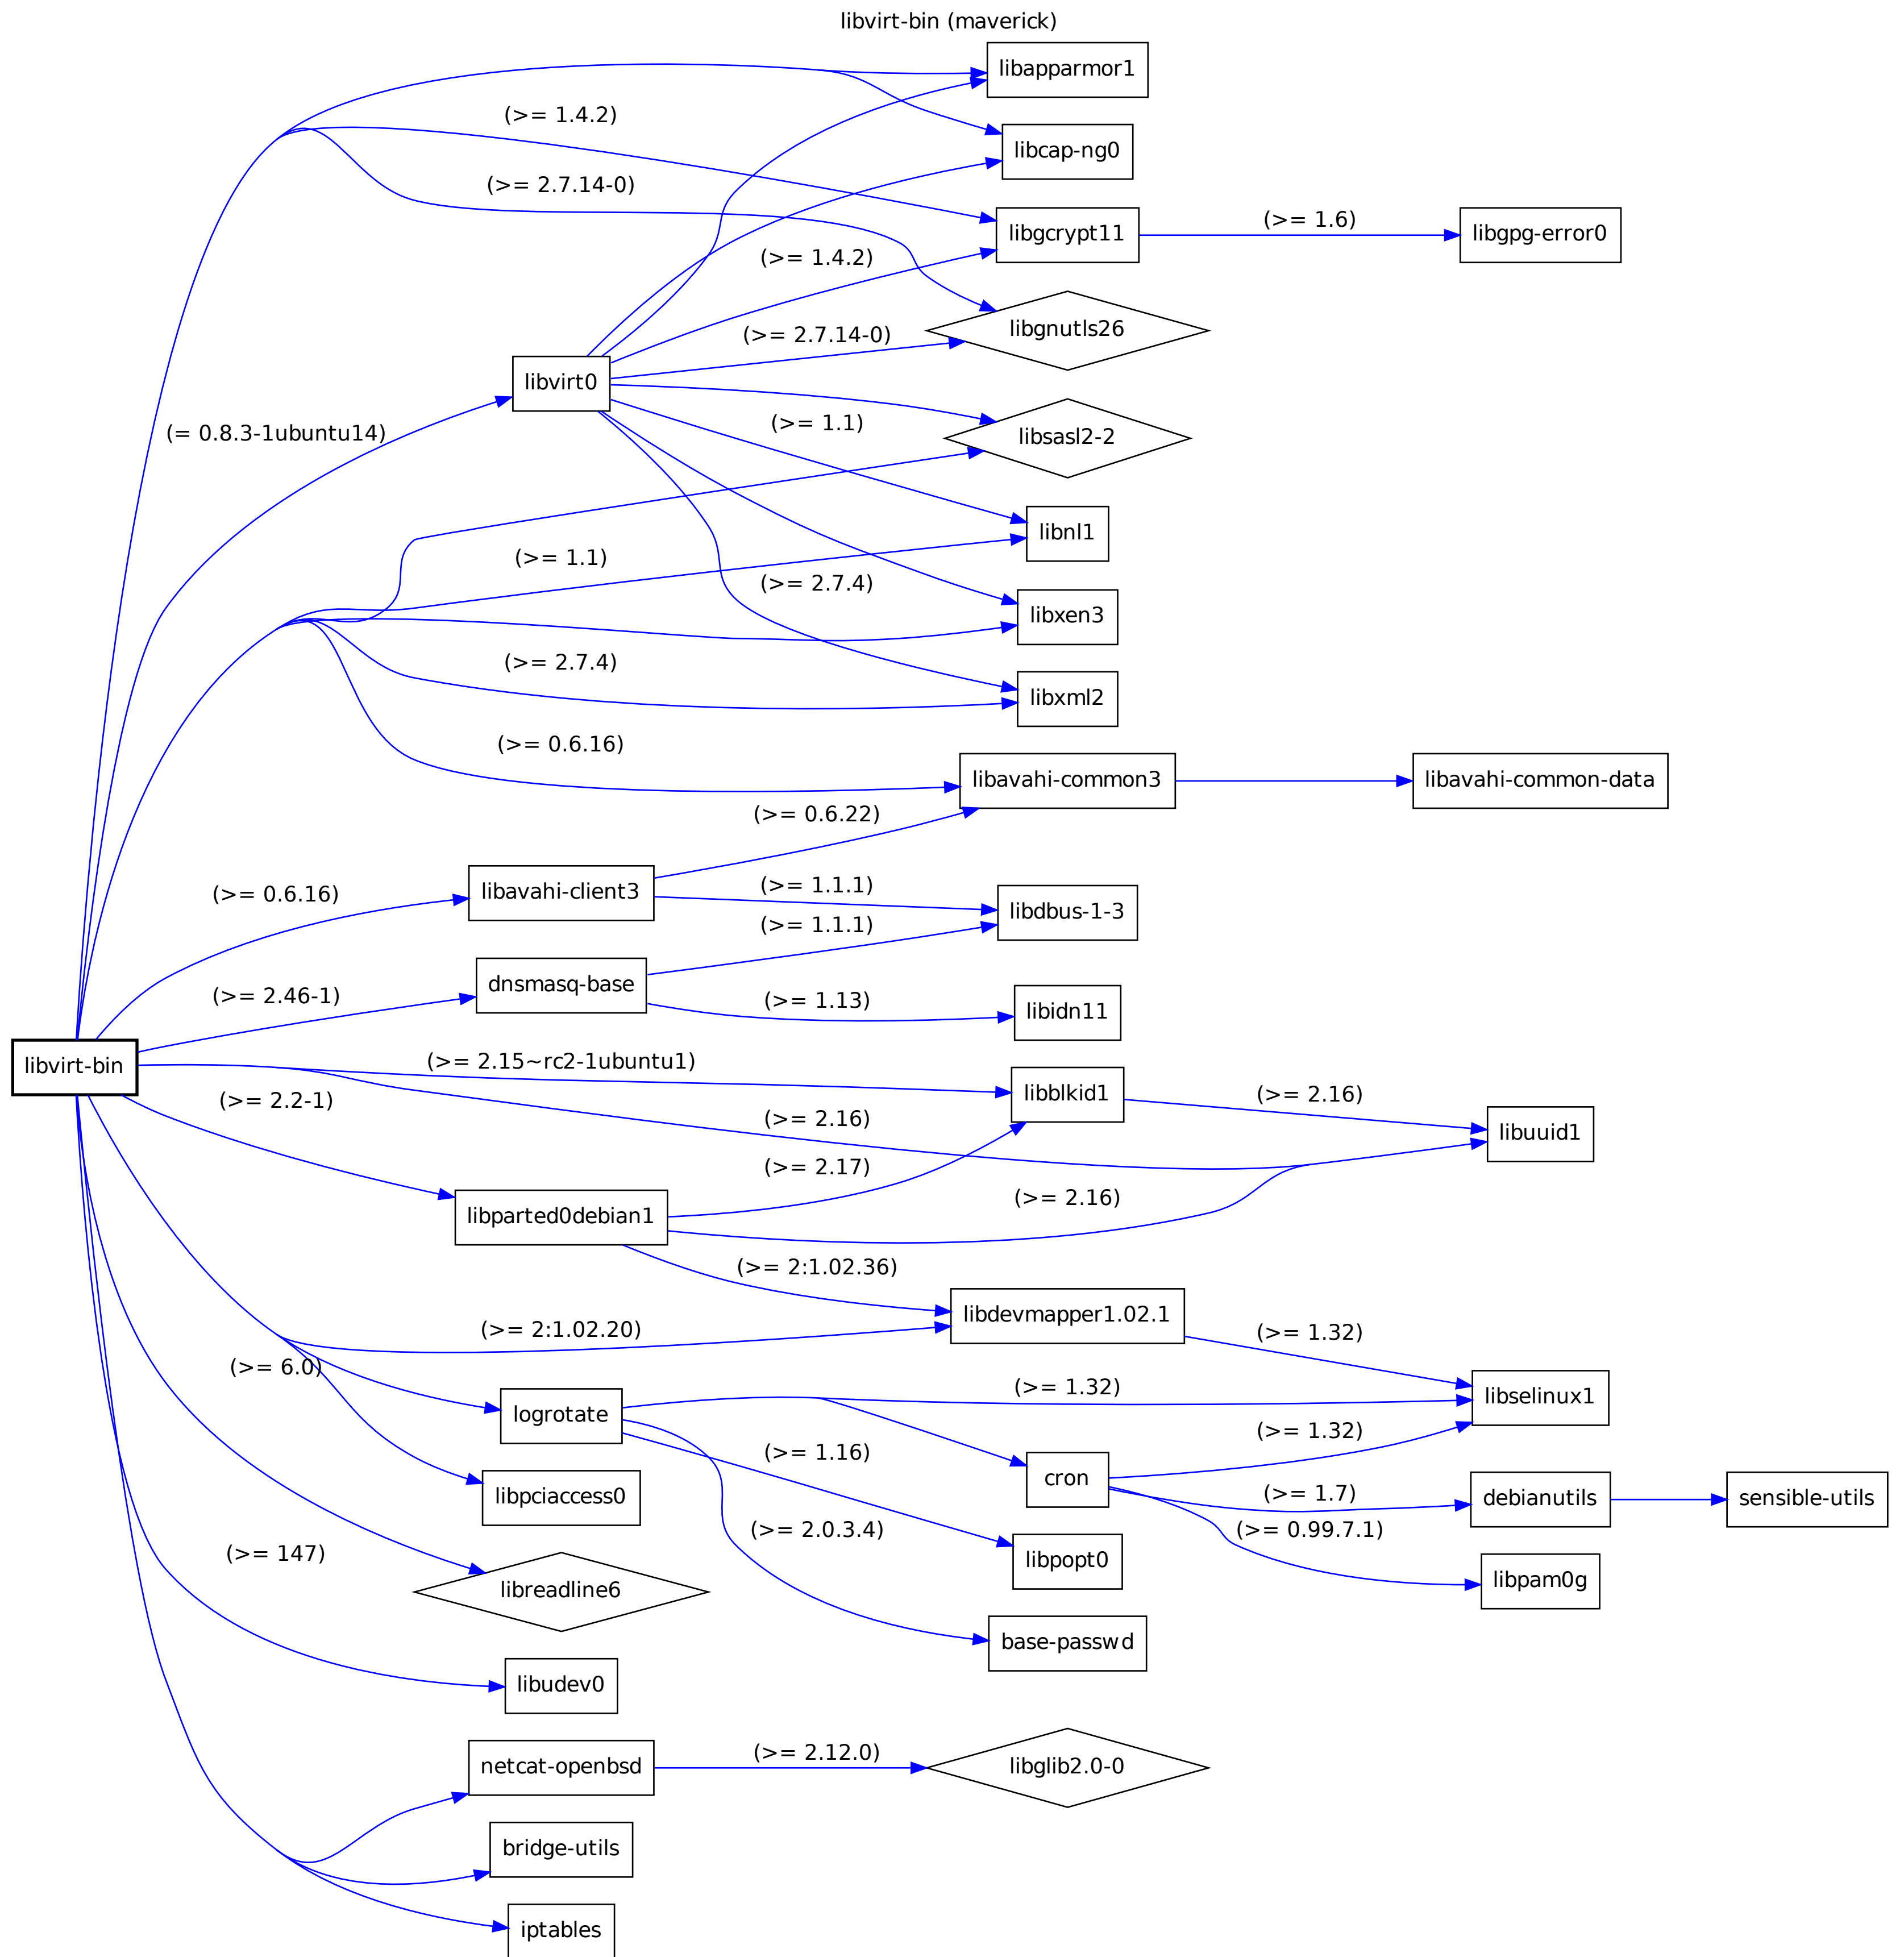 libvirt-bin (maverick)
libapparmor1
(>= 1.4.2)
libcap-ng0
(>= 2.7.14-0)
libgcrypt11
(>= 1.6)
libgpg-error0
(>= 1.4.2)
libgnutls26
(>= 2.7.14-0)
libvirt0
(= 0.8.3-1ubuntu14)
(>= 1.1)
libsasl2-2
libnl1
(>= 1.1)
(>= 2.7.4)
libxen3
(>= 2.7.4)
libxml2
(>= 0.6.16)
libavahi-common3
libavahi-common-data
(>= 0.6.22)
(>= 0.6.16)
libavahi-client3
(>= 1.1.1)
libdbus-1-3
(>= 1.1.1)
(>= 2.46-1)
dnsmasq-base
(>= 1.13)
libidn11
libvirt-bin
(>= 2.15~rc2-1ubuntu1)
libblkid1
(>= 2.16)
(>= 2.2-1)
(>= 2.16)
libuuid1
(>= 2.17)
libparted0debian1
(>= 2.16)
(>= 2:1.02.36)
libdevmapper1.02.1
(>= 2:1.02.20)
(>= 1.32)
(>= 6.0)
(>= 1.32)
libselinux1
logrotate
(>= 1.32)
(>= 1.16)
cron
(>= 1.7)
debianutils
sensible-utils
libpciaccess0
(>= 2.0.3.4)
(>= 0.99.7.1)
(>= 147)
libpopt0
libpam0g
libreadline6
base-passwd
libudev0
netcat-openbsd
(>= 2.12.0)
libglib2.0-0
bridge-utils
iptables